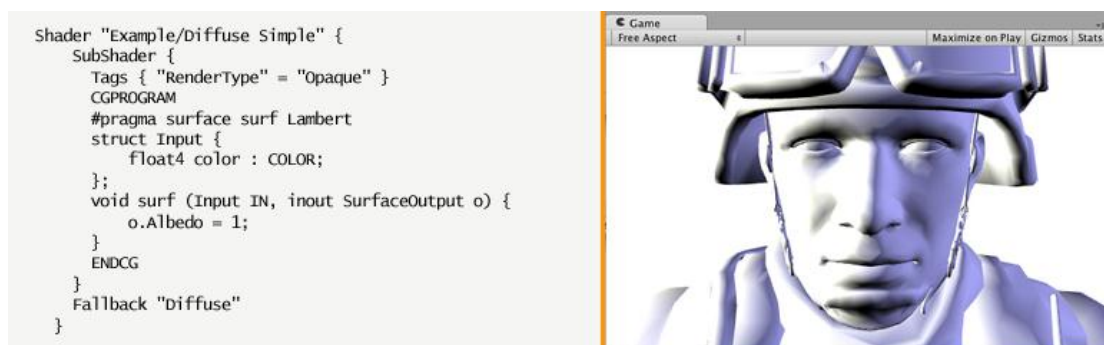 Shader "Example/Diffuse Simple" {
SubShader {
Tags { "RenderType" = "Opaque" }
CGPROGRAM
#pragma surface surf Lambert
struct Input {
float4 color : COLOR;
};
void surf (Input IN, inout SurfaceOutput o) {
o.Albedo = 1;
}
ENDCG
}
Fallback "Diffuse"
}
Game
Free Aspect Maximize on Play Gizmos Stats